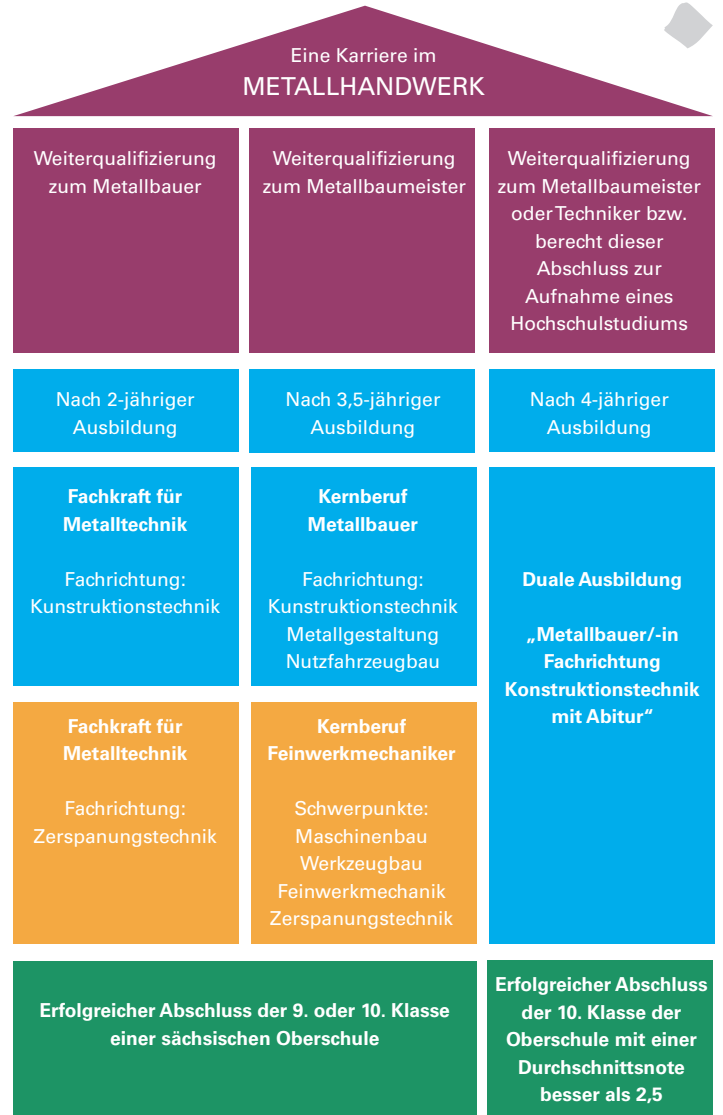 Eine Karriere im
METALLHANDWERK
Weiterqualifizierung
zum Metallbauer
Weiterqualifizierung
zum Metallbaumeister
Weiterqualifizierung
zum Metallbaumeister
oder Techniker bzw.
berecht dieser
Abschluss zur
Aufnahme eines
Hochschulstudiums
Nach 2-jähriger
Ausbildung
Nach 3,5-jähriger
Ausbildung
Nach 4-jähriger
Ausbildung
Fachkraft für
Metalltechnik
Fachrichtung:
Kunstruktionstechnik
Kernberuf
Metallbauer
Fachrichtung:
Kunstruktionstechnik
Metallgestaltung
Nutzfahrzeugbau
Duale Ausbildung
„Metallbauer/-in
Fachrichtung
Konstruktionstechnik
mit Abitur“
Fachkraft für
Metalltechnik
Fachrichtung:
Zerspanungstechnik
Kernberuf
Feinwerkmechaniker
Schwerpunkte:
Maschinenbau
Werkzeugbau
Feinwerkmechanik
Zerspanungstechnik
Erfolgreicher Abschluss der 9. oder 10. Klasse
einer sächsischen Oberschule
Erfolgreicher Abschluss
der 10. Klasse der
Oberschule mit einer
Durchschnittsnote
besser als 2,5